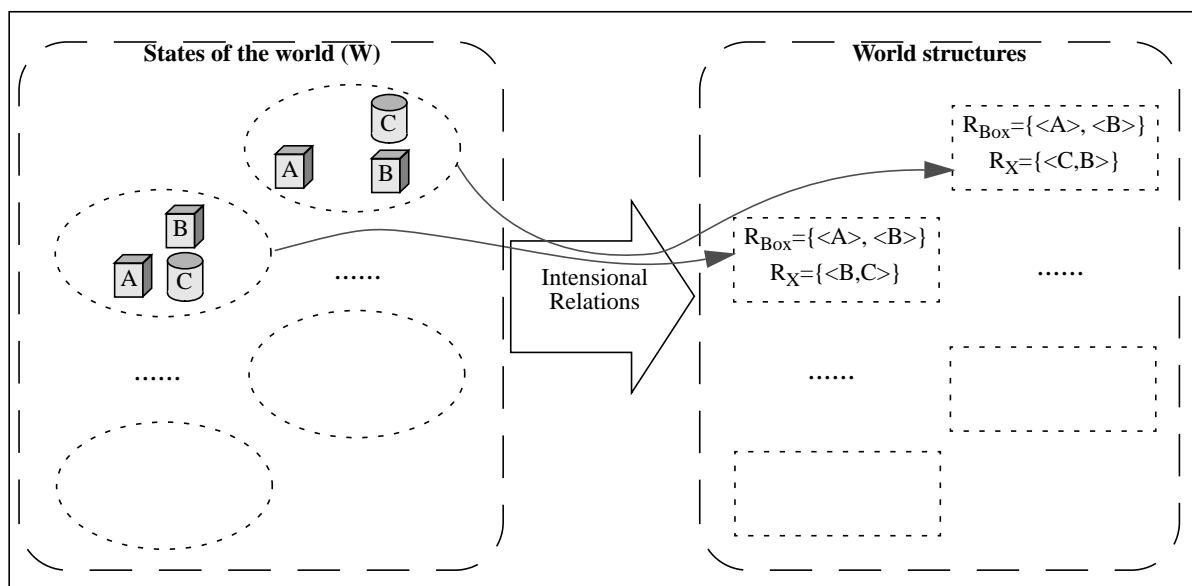 States of the world (W)
World structures
C
A
B
B
A
C
......
......
Intensional
Relations
R_Box={<A>, <B>}
R_X={<C,B>}
R_Box={<A>, <B>}
R_X={<B,C>}
......
......